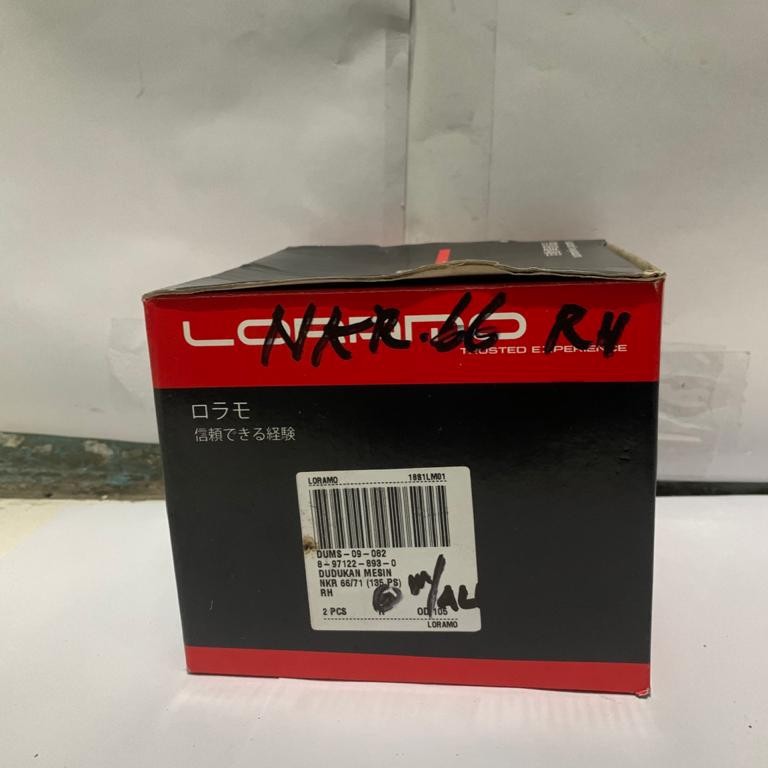 LORAMO
NKR.66 RH
TRUSTED EXPERIENCE
ロラモ
信頼できる経験
LORAMO 1881LM01
DUMS-09-082
8-97122-893-0
DUDUKAN MESIN
NKR 66/71 (135 PS)
RH
2 PCS OD/105
LORAMO